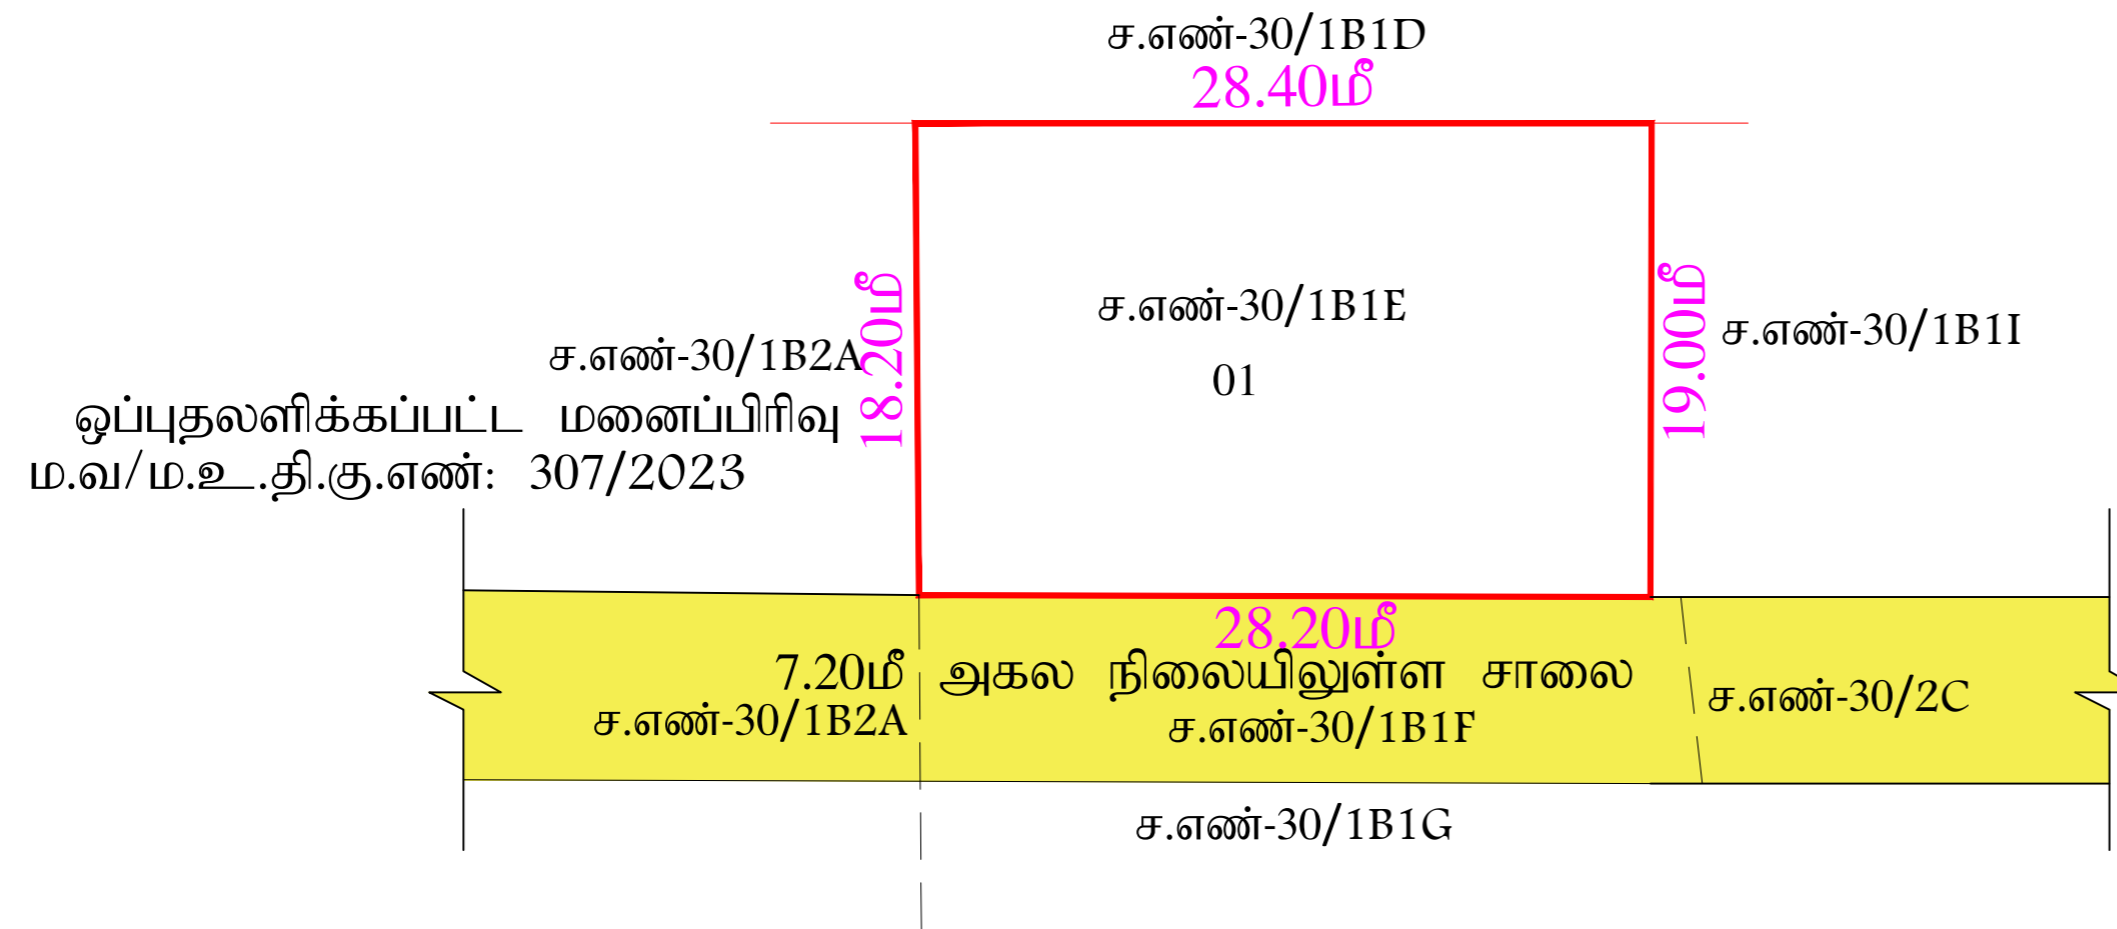 ச.எண்-30/1B1D
28.40மீ
ச.எண்-30/1B1E
01
18.20மீ
19.00மீ
ச.எண்-30/1B1I
ச.எண்-30/1B2A
ஒப்புதலளிக்கப்பட்ட மனைப்பிரிவு
ம.வ/ம.உ.தி.கு.எண்: 307/2023
28.20மீ
7.20மீ அகல நிலையிலுள்ள சாலை
ச.எண்-30/1B2A
ச.எண்-30/1B1F
ச.எண்-30/2C
ச.எண்-30/1B1G